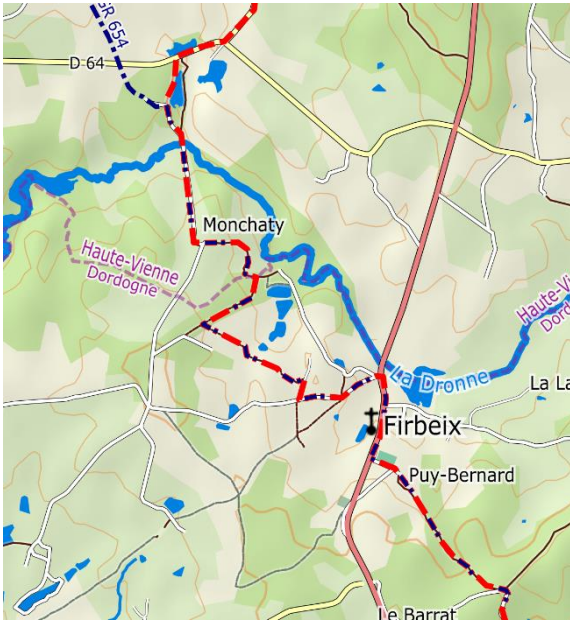 GR 654
D 64
Monchaty
Haute-Vienne
Dordogne
Haute-Vi
Dord
La Dronne
La La
Firbeix
Puy-Bernard
Le Barrat